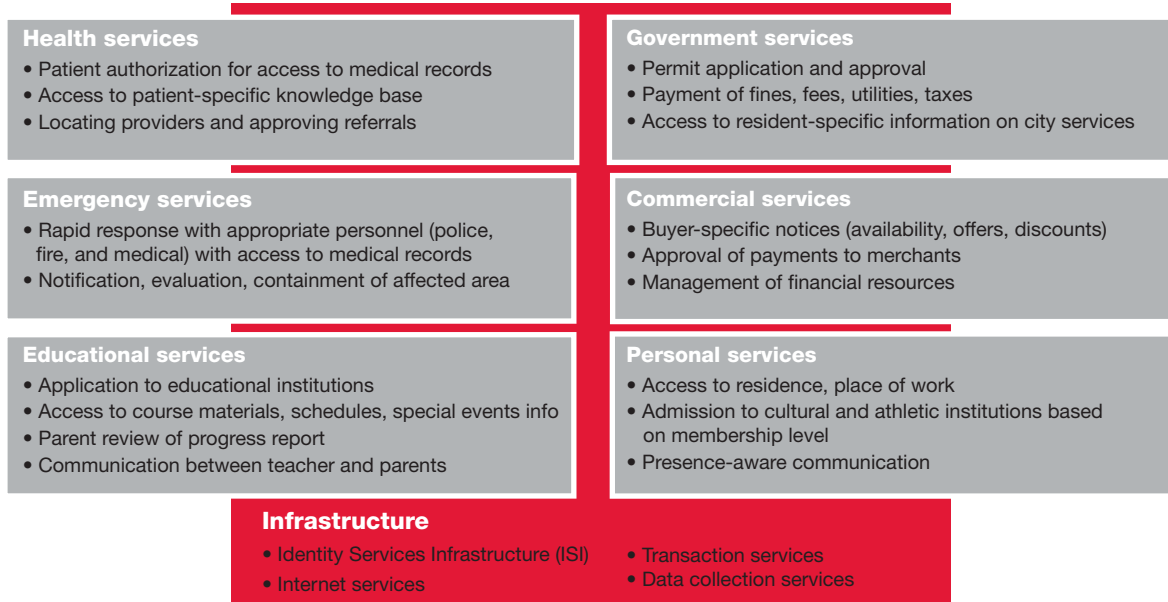 Health services
• Patient authorization for access to medical records
• Access to patient-specific knowledge base
• Locating providers and approving referrals
Government services
• Permit application and approval
• Payment of fines, fees, utilities, taxes
• Access to resident-specific information on city services
Emergency services
• Rapid response with appropriate personnel (police,
fire, and medical) with access to medical records
• Notification, evaluation, containment of affected area
Commercial services
• Buyer-specific notices (availability, offers, discounts)
• Approval of payments to merchants
• Management of financial resources
Educational services
• Application to educational institutions
• Access to course materials, schedules, special events info
• Parent review of progress report
• Communication between teacher and parents
Personal services
• Access to residence, place of work
• Admission to cultural and athletic institutions based
on membership level
• Presence-aware communication
Infrastructure
• Identity Services Infrastructure (ISI)
• Internet services
• Transaction services
• Data collection services